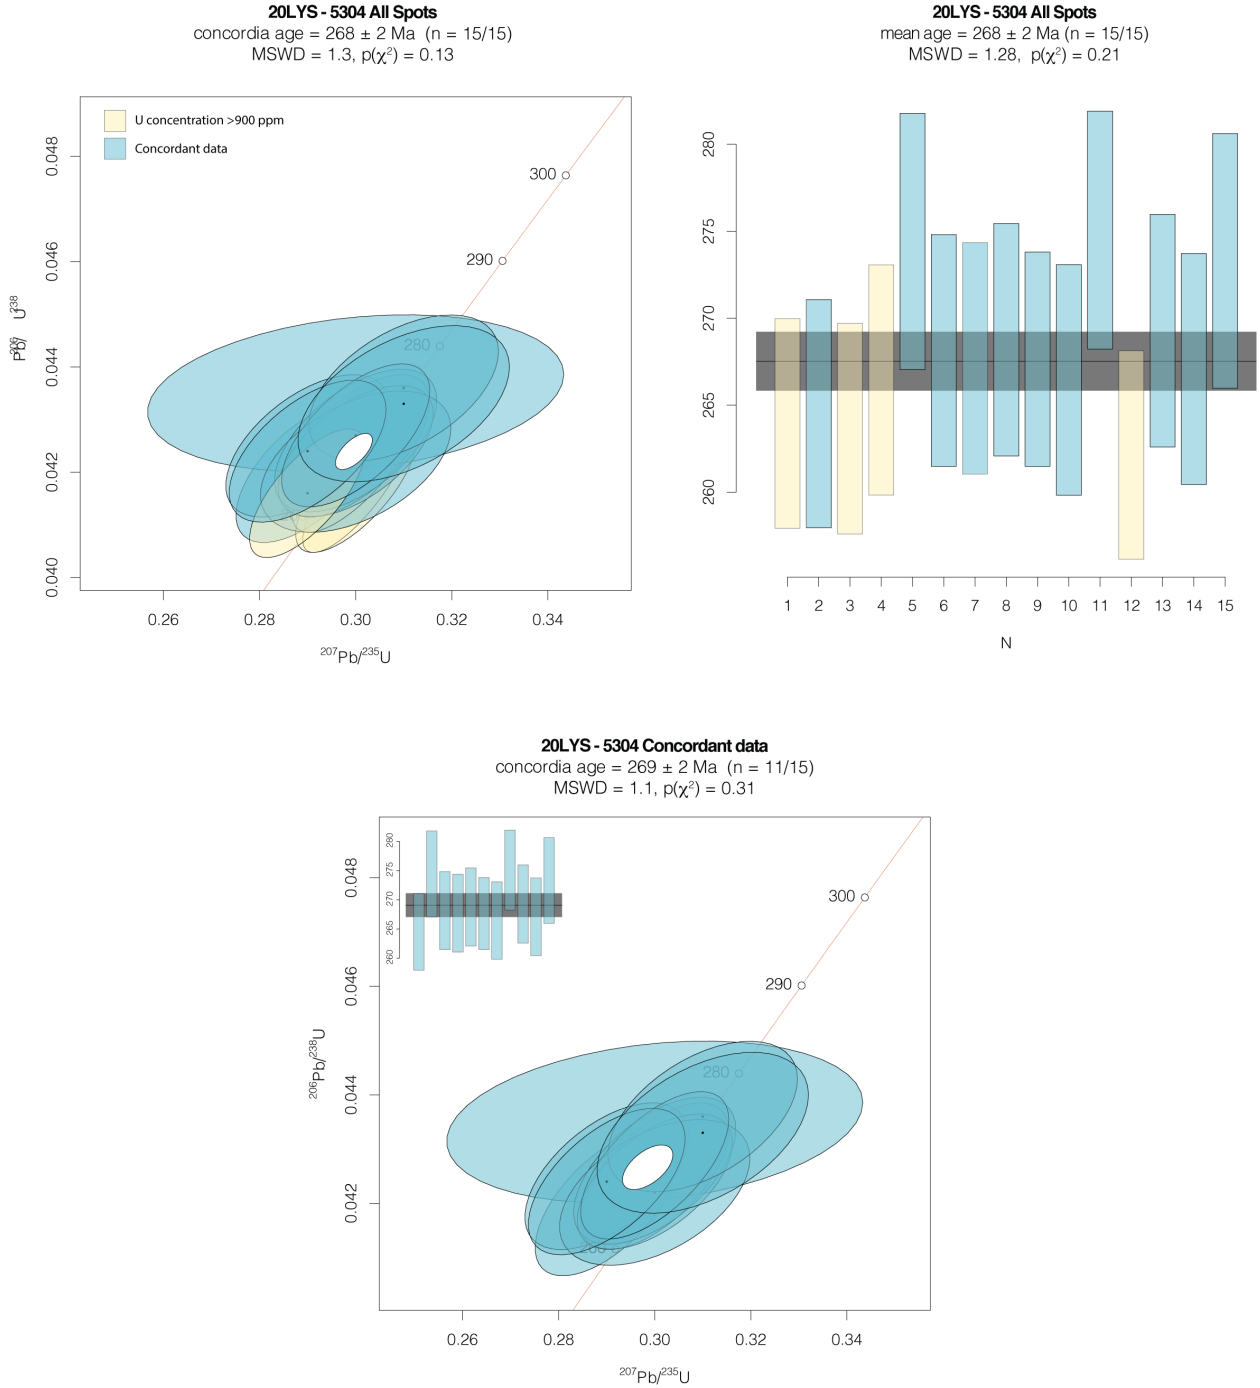 20LYS - 5304 All Spots
concordia age = 268 ± 2 Ma (n = 15/15)
MSWD = 1.3, p(χ²) = 0.13
U concentration >900 ppm
Concordant data
300
290
280
0.048
0.046
0.044
0.042
0.040
0.26 0.28 0.30 0.32 0.34
²⁰⁷Pb/²³⁵U
20LYS - 5304 All Spots
mean age = 268 ± 2 Ma (n = 15/15)
MSWD = 1.28, p(χ²) = 0.21
280
275
270
265
260
1 2 3 4 5 6 7 8 9 10 11 12 13 14 15
N
20LYS - 5304 Concordant data
concordia age = 269 ± 2 Ma (n = 11/15)
MSWD = 1.1, p(χ²) = 0.31
280
275
270
265
260
300
290
280
260
0.048
0.046
0.044
0.042
²⁰⁶Pb/²³⁸U
0.26 0.28 0.30 0.32 0.34
²⁰⁷Pb/²³⁵U